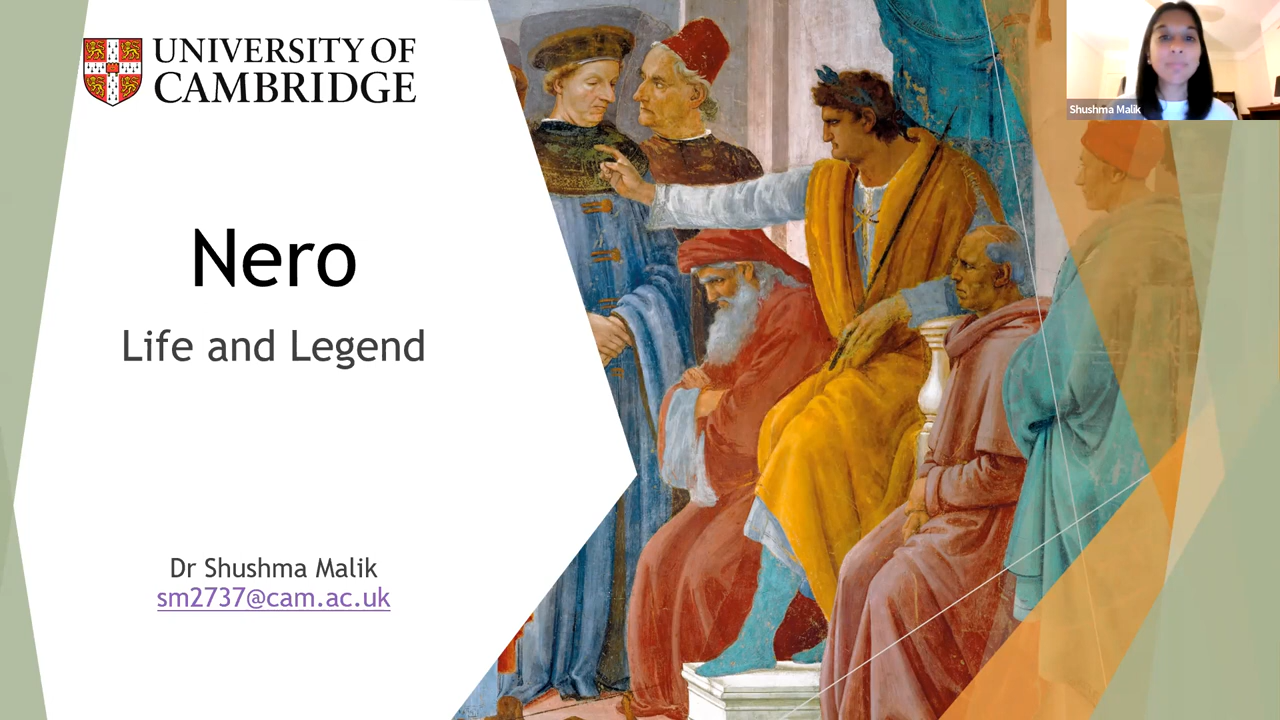 UNIVERSITY OF
CAMBRIDGE
Nero
Life and Legend
Dr Shushma Malik
sm2737@cam.ac.uk
Shushma Malik